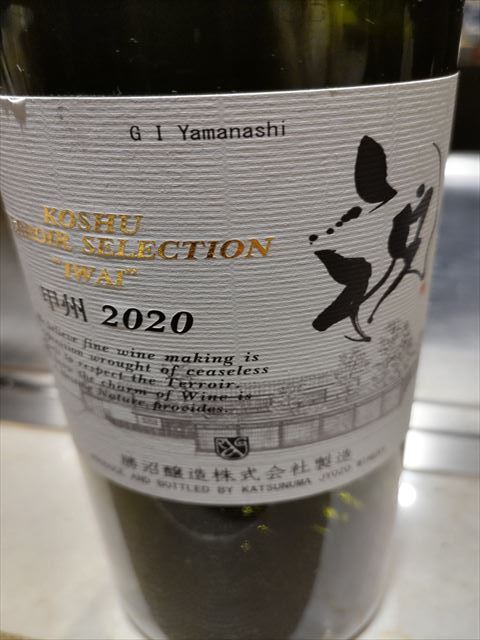 G I Yamanashi
祝
KOSHU
SELECTION
"IWAI"
甲州 2020
fine wine making is
wrought of ceaseless
respect the Terroir.
charm of Wine is
Nature provides.
勝沼醸造株式会社製造
AND BOTTLED BY KATSUNUMA JYOZO WINERY